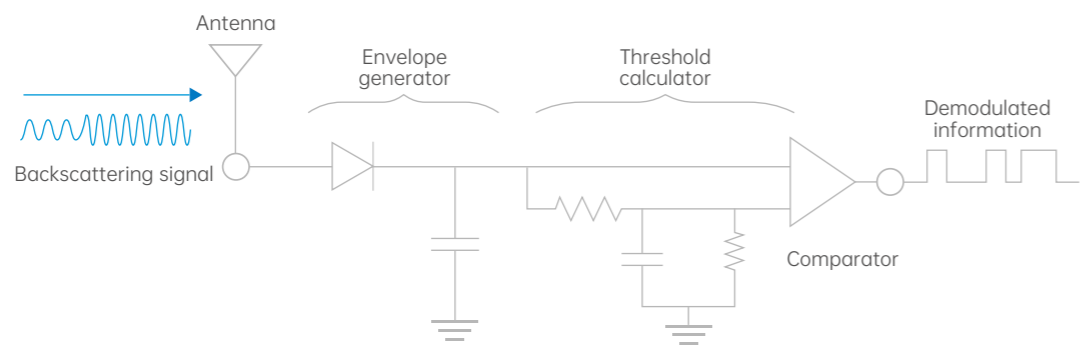 Antenna
Envelope
generator
Threshold
calculator
Demodulated
information
Backscattering signal
Comparator